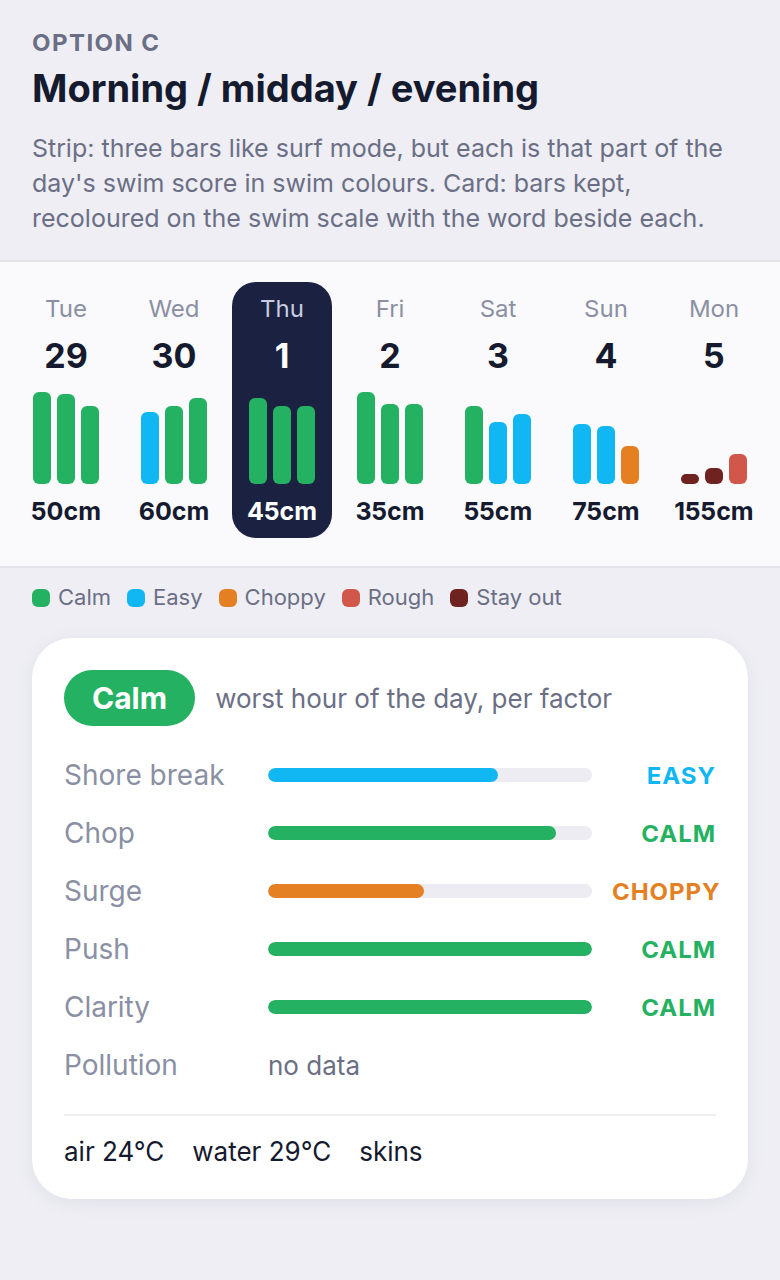 OPTION C
Morning / midday / evening
Strip: three bars like surf mode, but each is that part of the
day's swim score in swim colours. Card: bars kept,
recoloured on the swim scale with the word beside each.
Tue Wed Thu Fri Sat Sun Mon
29 30 1 2 3 4 5
50cm 60cm 45cm 35cm 55cm 75cm 155cm
Calm Easy Choppy Rough Stay out
Calm worst hour of the day, per factor
Shore break EASY
Chop CALM
Surge CHOPPY
Push CALM
Clarity CALM
Pollution no data
air 24°C water 29°C skins